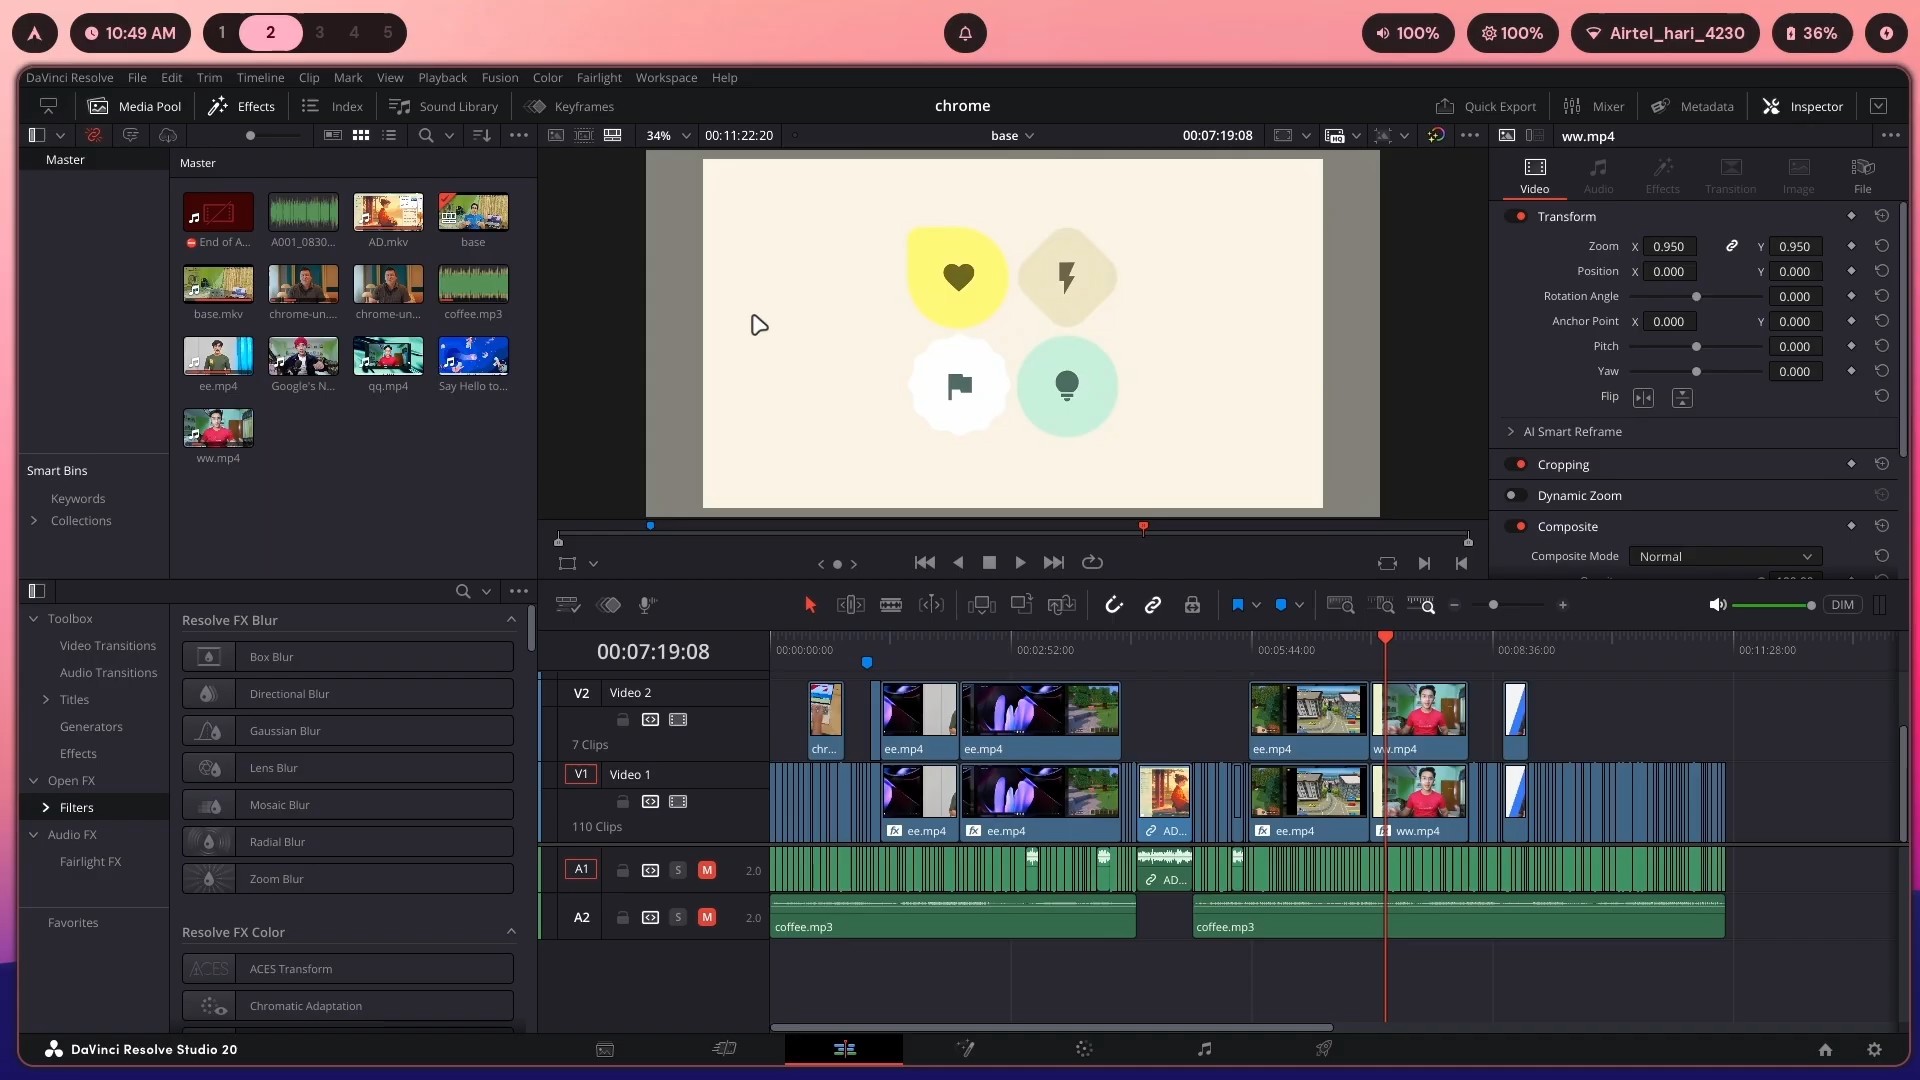 10:49 AM
1 2 3 4 5
100%
100%
Airtel_hari_4230
36%
DaVinci Resolve File Edit Trim Timeline Clip Mark View Playback Fusion Color Fairlight Workspace Help
Media Pool Effects Index Sound Library Keyframes
chrome
Quick Export Mixer Metadata Inspector
34% 00:11:22:20 base 00:07:19:08
ww.mp4
Master
Master
End of A...
A001_0830...
AD.mkv
base
base.mkv
chrome-un....
chrome-un...
coffee.mp3
ee.mp4
Google's N...
qq.mp4
Say Hello to...
ww.mp4
Smart Bins
Keywords
Collections
Video Audio Effects Transition Image File
Transform
Zoom X 0.950 Y 0.950
Position X 0.000 Y 0.000
Rotation Angle 0.000
Anchor Point X 0.000 Y 0.000
Pitch 0.000
Yaw 0.000
Flip
AI Smart Reframe
Cropping
Dynamic Zoom
Composite
Composite Mode Normal
Toolbox
Video Transitions
Audio Transitions
Titles
Generators
Effects
Open FX
Filters
Audio FX
Fairlight FX
Favorites
Resolve FX Blur
Box Blur
Directional Blur
Gaussian Blur
Lens Blur
Mosaic Blur
Radial Blur
Zoom Blur
Resolve FX Color
ACES
ACES Transform
Chromatic Adaptation
DIM
00:07:19:08
00:00:00:00 00:02:52:00 00:05:44:00 00:08:36:00 00:11:28:00
V2 Video 2
7 Clips
chr... ee.mp4 ee.mp4 ee.mp4 ww.mp4
V1 Video 1
110 Clips
fx ee.mp4 fx ee.mp4 AD... fx ee.mp4 fx ww.mp4
A1 S M 2.0
AD...
A2 S M 2.0
coffee.mp3 coffee.mp3
DaVinci Resolve Studio 20